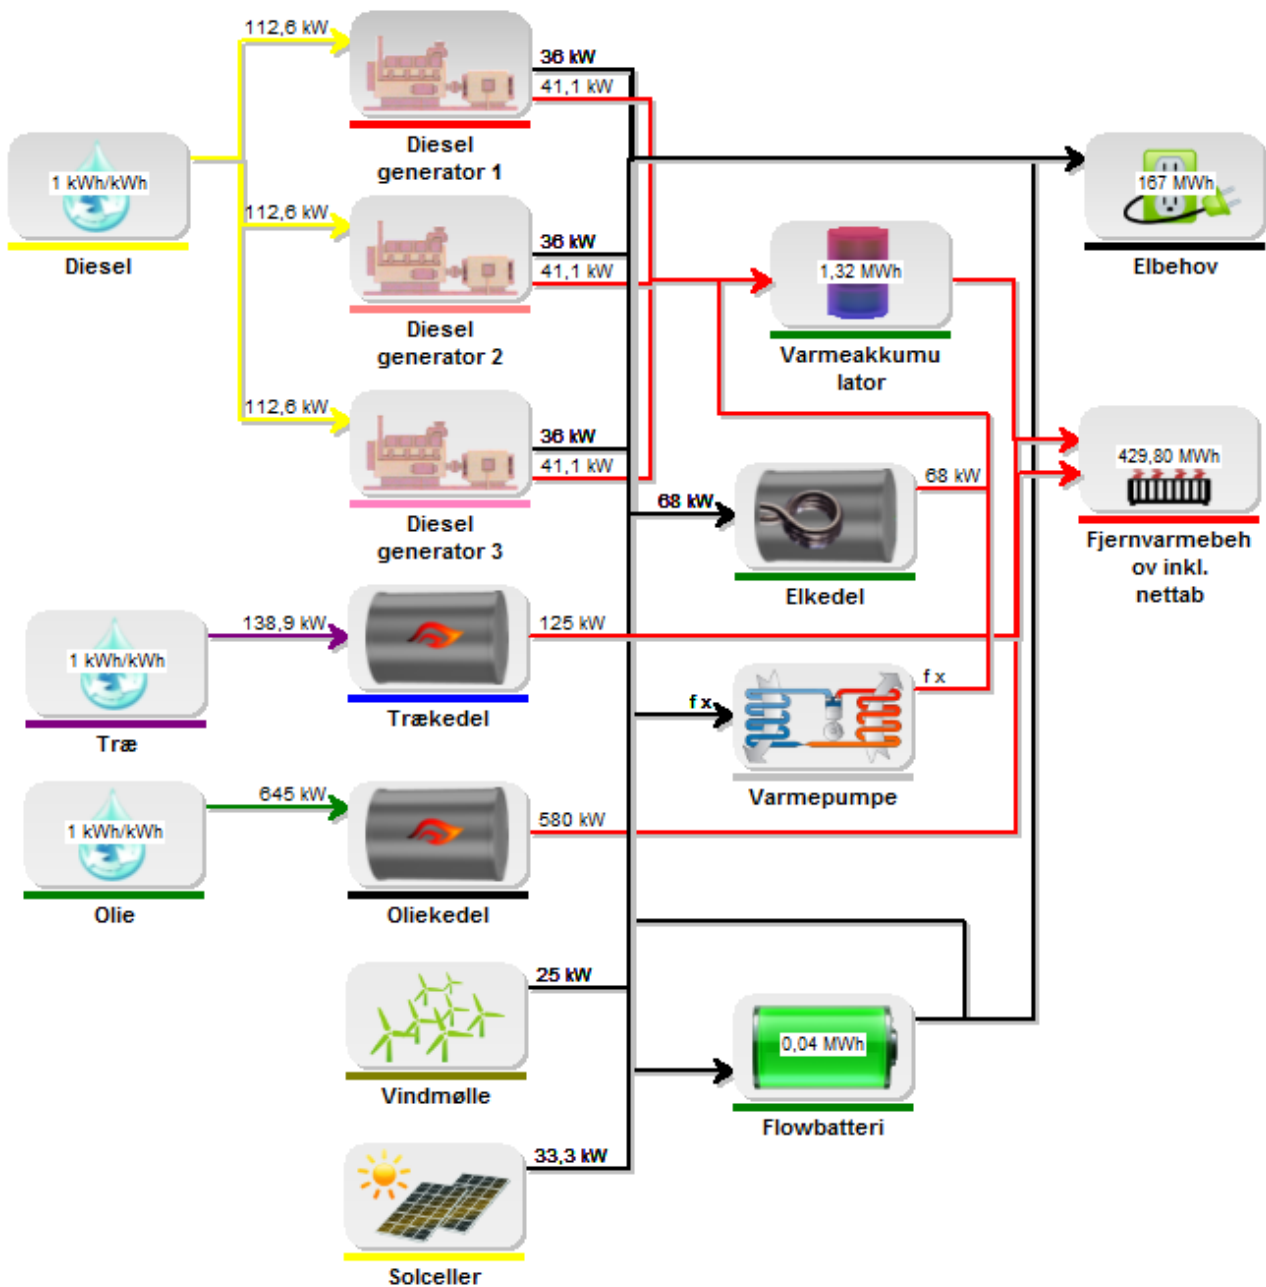 112,6 kW
36 kW
41,1 kW
Diesel
generator 1
1 kWh/kWh
Diesel
112,6 kW
36 kW
41,1 kW
Diesel
generator 2
112,6 kW
36 kW
41,1 kW
Diesel
generator 3
167 MWh
Elbehov
1,32 MWh
Varmeakkumu
lator
429,80 MWh
Fjernvarmebeh
ov inkl.
nettab
68 kW
68 kW
Elkedel
1 kWh/kWh
Træ
138,9 kW
125 kW
Trækedel
f x
f x
Varmepumpe
1 kWh/kWh
Olie
645 kW
580 kW
Oliekedel
25 kW
Vindmølle
0,04 MWh
Flowbatteri
33,3 kW
Solceller